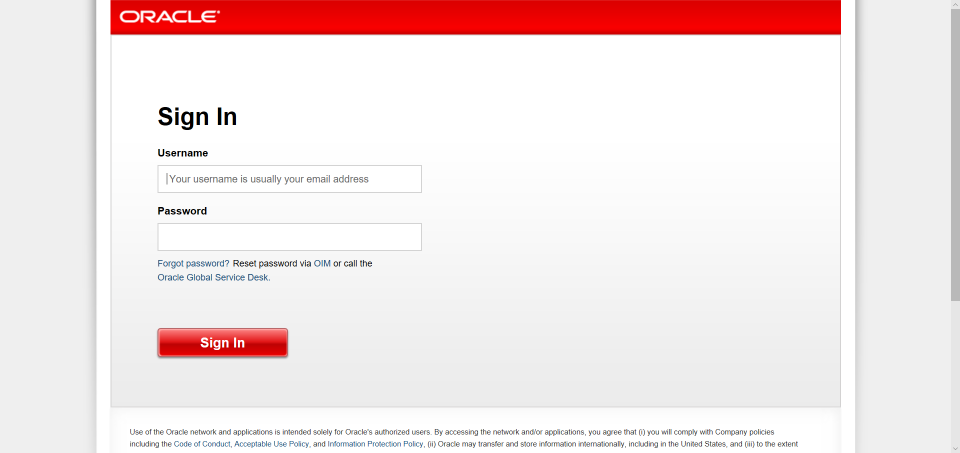 ORACLE
Sign In
Username
Your username is usually your email address
Password
Forgot password? Reset password via OIM or call the
Oracle Global Service Desk.
Sign In
Use of the Oracle network and applications is intended solely for Oracle's authorized users. By accessing the network and/or applications, you agree that (i) you will comply with Company policies
including the Code of Conduct, Acceptable Use Policy, and Information Protection Policy, (ii) Oracle may transfer and store information internationally, including in the United States, and (iii) to the extent